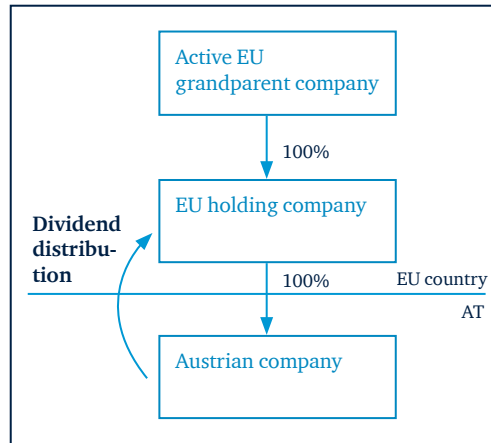 Active EU
grandparent company
100%
EU holding company
Dividend
distribu-
tion
100%
EU country
AT
Austrian company